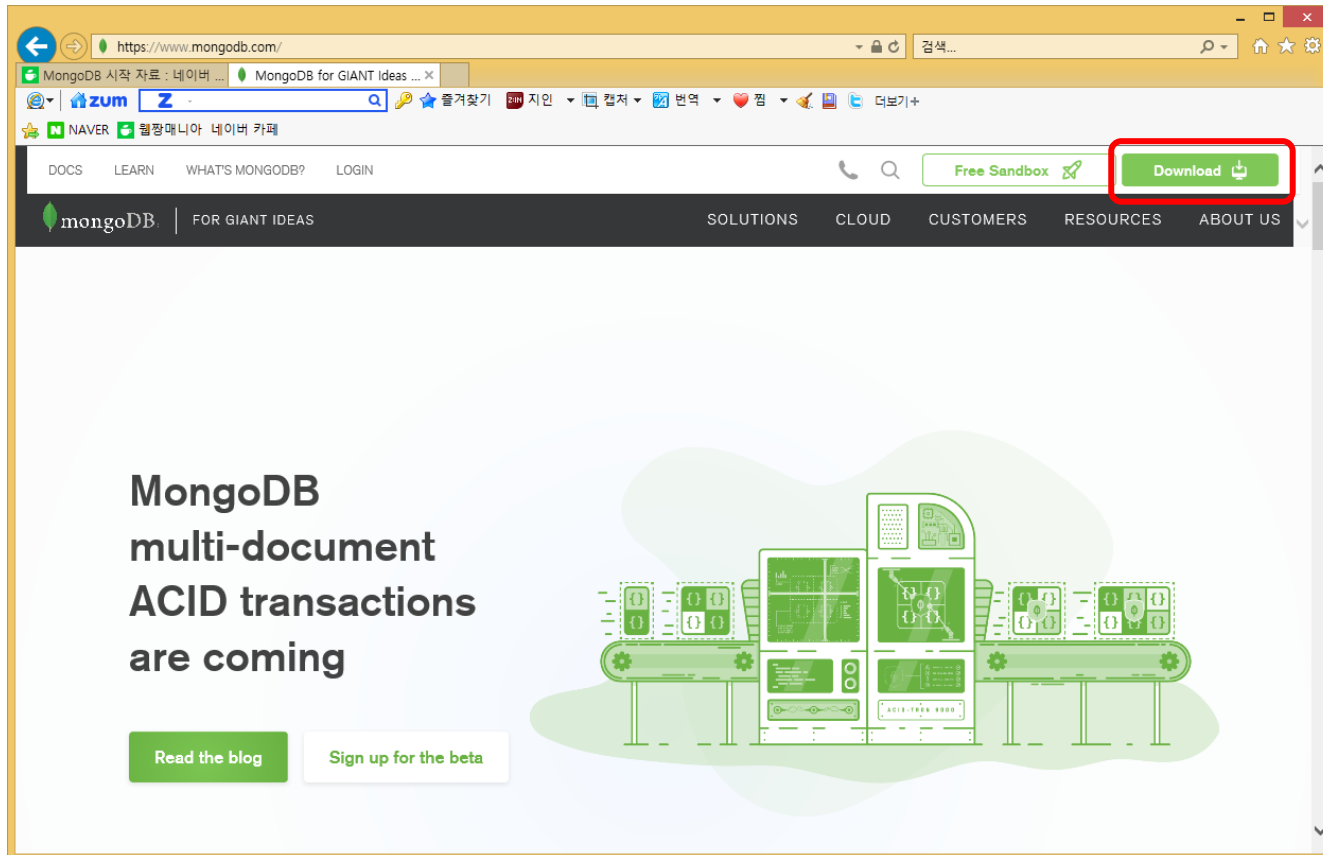 https://www.mongodb.com/
검색...
MongoDB 시작 자료 : 네이버 ...
MongoDB for GIANT Ideas ...
zum Z 즐겨찾기 ZUM 지인 캡처 번역 찜 더보기+
N NAVER 웹짱매니아 네이버 카페
DOCS LEARN WHAT'S MONGODB? LOGIN Free Sandbox Download
mongoDB. FOR GIANT IDEAS SOLUTIONS CLOUD CUSTOMERS RESOURCES ABOUT US
MongoDB
multi-document
ACID transactions
are coming
ACID-TRON 9000
Read the blog Sign up for the beta